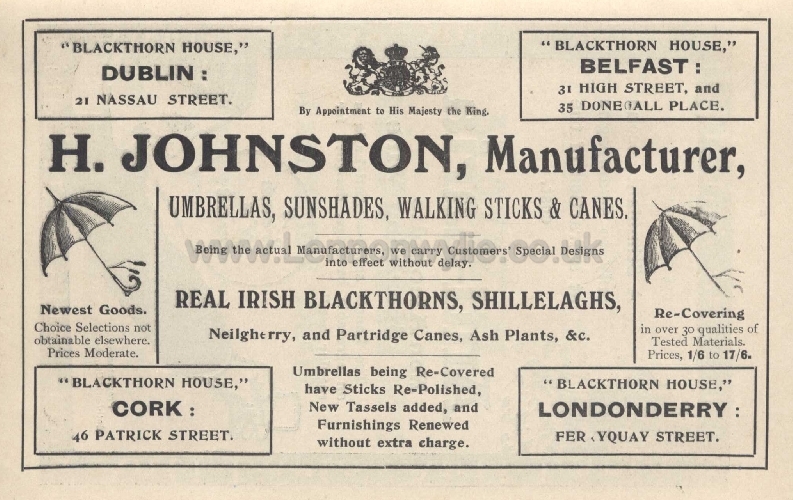 "BLACKTHORN HOUSE,"
DUBLIN:
21 NASSAU STREET.
By Appointment to His Majesty the King.
"BLACKTHORN HOUSE,"
BELFAST:
31 HIGH STREET, and
35 DONEGALL PLACE.
H. JOHNSTON, Manufacturer,
UMBRELLAS, SUNSHADES, WALKING STICKS & CANES.
Being the actual Manufacturers, we carry Customers' Special Designs
into effect without delay.
REAL IRISH BLACKTHORNS, SHILLELAGHS,
Neilgherry, and Partridge Canes, Ash Plants, &c.
Newest Goods.
Choice Selections not
obtainable elsewhere.
Prices Moderate.
Re-Covering
in over 30 qualities of
Tested Materials.
Prices, 1/6 to 17/6.
"BLACKTHORN HOUSE,"
CORK:
46 PATRICK STREET.
Umbrellas being Re-Covered
have Sticks Re-Polished,
New Tassels added, and
Furnishings Renewed
without extra charge.
"BLACKTHORN HOUSE,"
LONDONDERRY:
STREET.